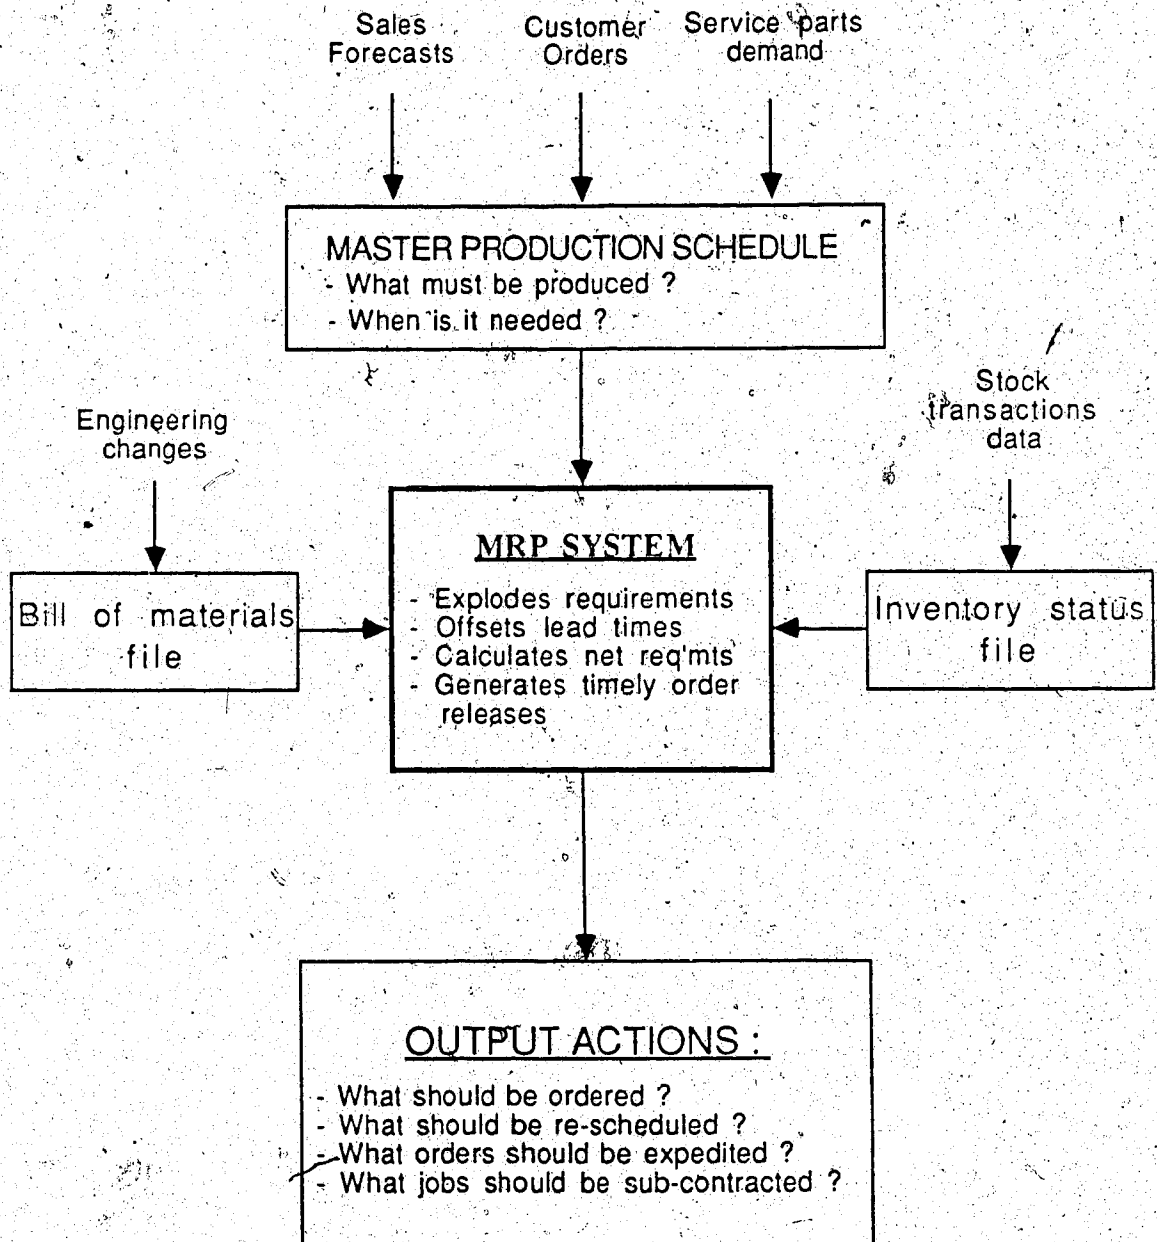 Sales
Forecasts
Customer
Orders
Service parts
demand
MASTER PRODUCTION SCHEDULE
- What must be produced ?
- When is it needed ?
Engineering
changes
Stock
transactions
data
Bill of materials
file
MRP SYSTEM
- Explodes requirements
- Offsets lead times
- Calculates net req'mts
- Generates timely order
releases
Inventory status
file
OUTPUT ACTIONS :
- What should be ordered ?
- What should be re-scheduled ?
- What orders should be expedited ?
- What jobs should be sub-contracted ?